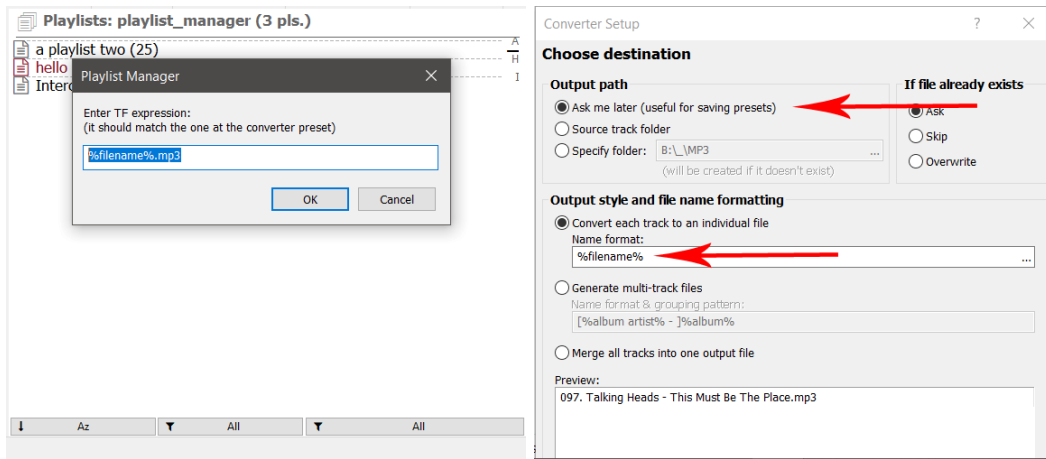 Playlists: playlist_manager (3 pls.)
a playlist two (25)
hello
Interc
A
H
I
Playlist Manager
Enter TF expression:
(it should match the one at the converter preset)
%filename%.mp3
OK
Cancel
Az
All
All
Converter Setup
?
Choose destination
Output path
Ask me later (useful for saving presets)
Source track folder
Specify folder:
B:\_\MP3
...
(will be created if it doesn't exist)
If file already exists
Ask
Skip
Overwrite
Output style and file name formatting
Convert each track to an individual file
Name format:
%filename%
...
Generate multi-track files
Name format & grouping pattern:
[%album artist% - ]%album%
Merge all tracks into one output file
Preview:
097. Talking Heads - This Must Be The Place.mp3